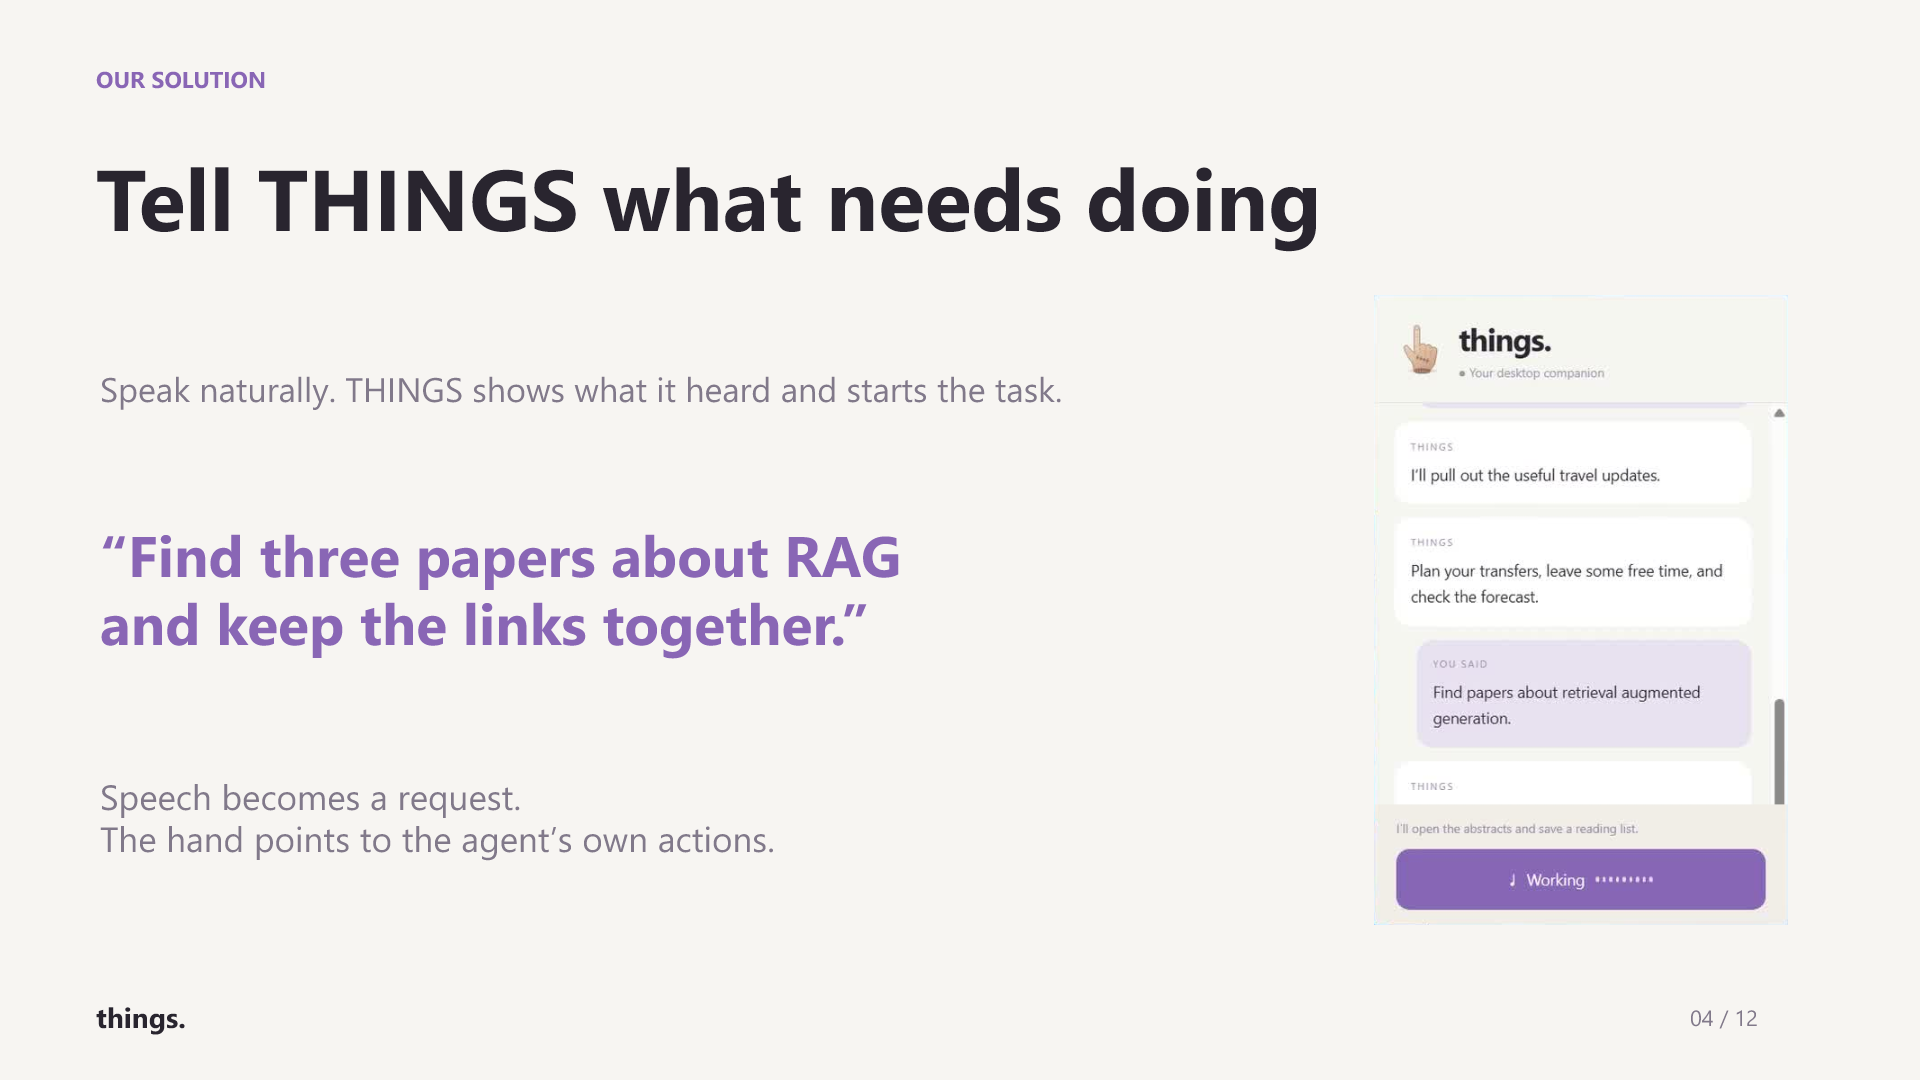 OUR SOLUTION
Tell THINGS what needs doing
Speak naturally. THINGS shows what it heard and starts the task.
“Find three papers about RAG
and keep the links together.”
Speech becomes a request.
The hand points to the agent’s own actions.
things.
Your desktop companion
THINGS
I'll pull out the useful travel updates.
THINGS
Plan your transfers, leave some free time, and
check the forecast.
YOU SAID
Find papers about retrieval augmented
generation.
THINGS
I'll open the abstracts and save a reading list.
Working
things.
04 / 12